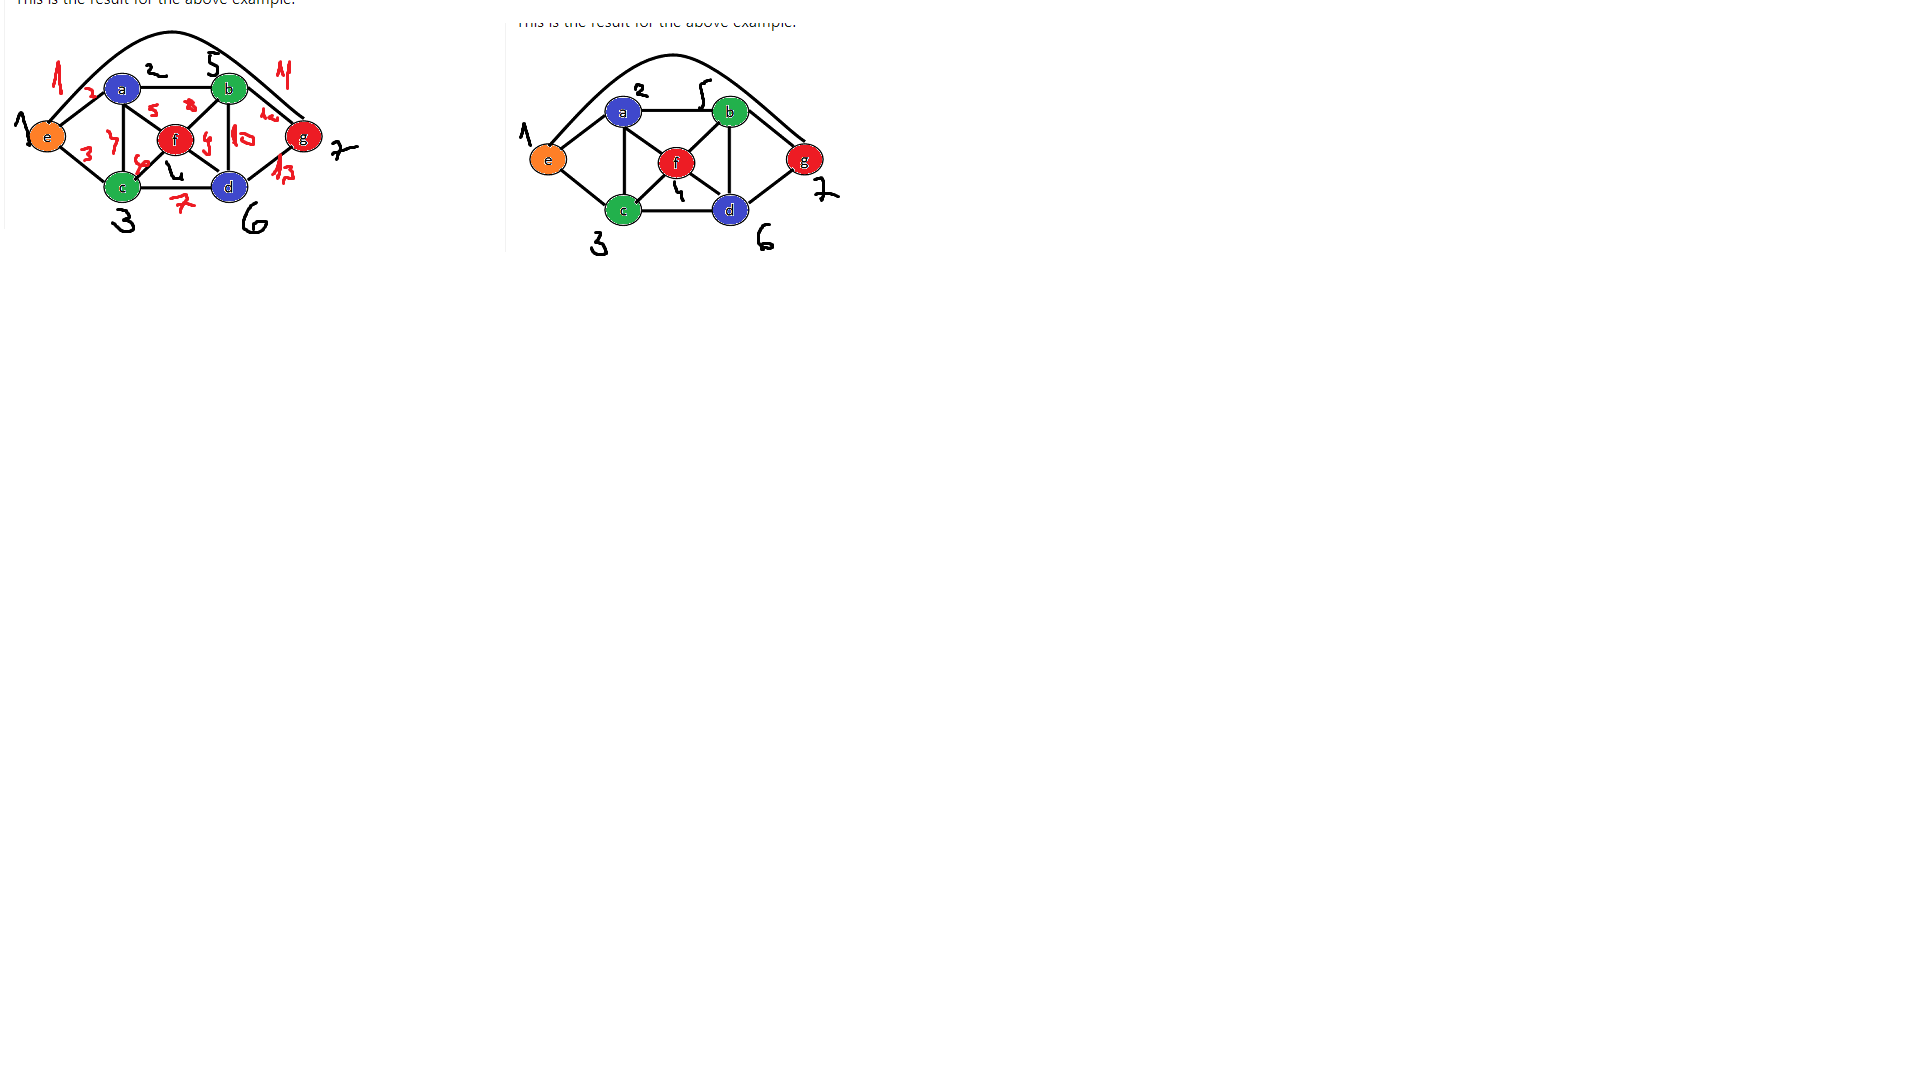 This is the result for the above example.
This is the result for the above example.
1 2 5 11
2 a b
5 8 12
1 e 4 f 9 10 g 7
3 6 4 13
c 7 d
3 6
2 5
a b
1 e f g
4 7
c d
3 6